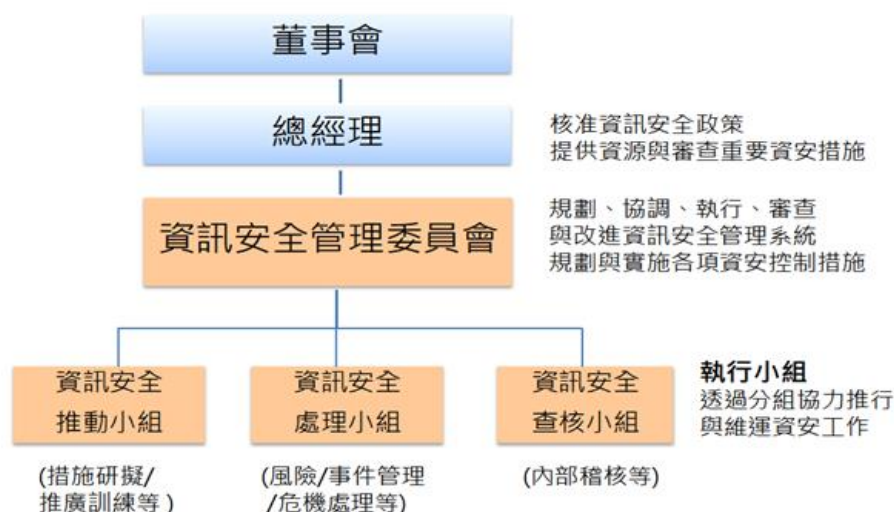 董事會
總經理
核准資訊安全政策
提供資源與審查重要資安措施
資訊安全管理委員會
規劃、協調、執行、審查
與改進資訊安全管理系統
規劃與實施各項資安控制措施
資訊安全
推動小組
資訊安全
處理小組
資訊安全
查核小組
執行小組
透過分組協力推行
與維運資安工作
(措施研擬/
推廣訓練等)
(風險/事件管理
/危機處理等)
(內部稽核等)